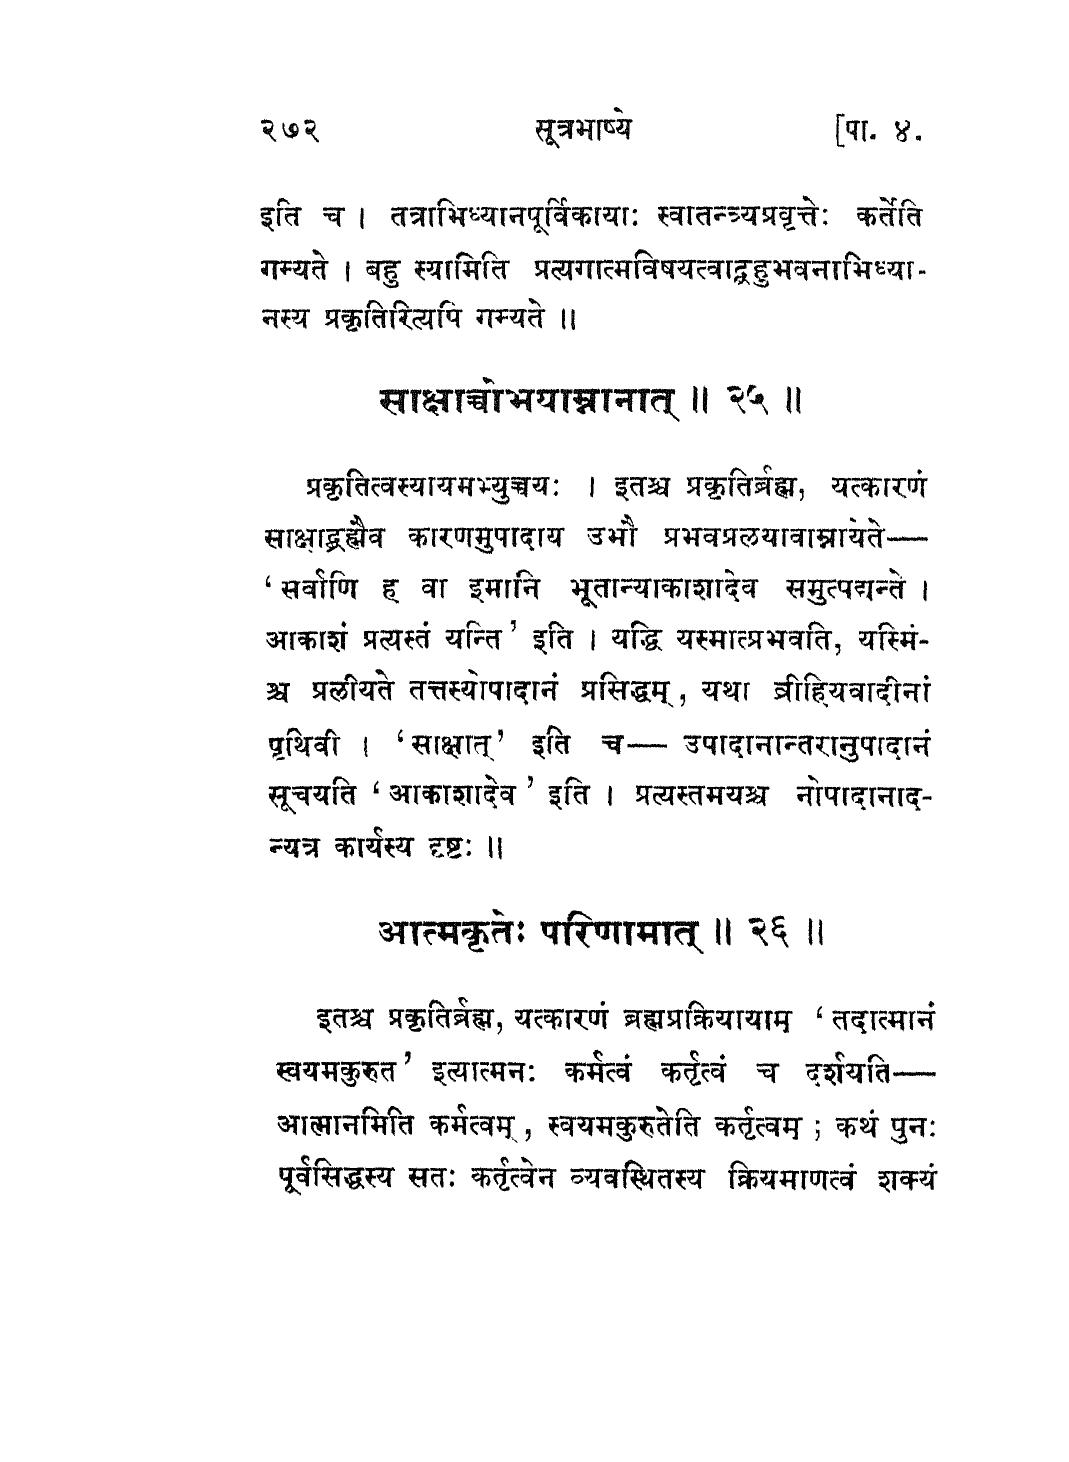 २७२ सूत्रभाष्ये [पा. ४.
इति च । तत्राभिध्यानपूर्विकायाः स्वातन्त्र्यप्रवृत्तेः कर्तेति
गम्यते । बहु स्यामिति प्रत्यगात्मविषयत्वाद्बहुभवनाभिध्या-
नस्य प्रकृतिरित्यपि गम्यते ॥
साक्षाच्चोभयाम्नानात् ॥ २५ ॥
प्रकृतित्वस्यायमभ्युच्चयः । इतश्च प्रकृतिर्ब्रह्म, यत्कारणं
साक्षाद्ब्रह्मैव कारणमुपादाय उभौ प्रभवप्रलयावाम्नायेते—
‘सर्वाणि ह वा इमानि भूतान्याकाशादेव समुत्पद्यन्ते ।
आकाशं प्रत्यस्तं यन्ति’ इति । यद्धि यस्मात्प्रभवति, यस्मिं-
श्च प्रलीयते तत्तस्योपादानं प्रसिद्धम्, यथा व्रीहियवादीनां
पृथिवी । ‘साक्षात्’ इति च— उपादानान्तरानुपादानं
सूचयति ‘आकाशादेव’ इति । प्रत्यस्तमयश्च नोपादानाद-
न्यत्र कार्यस्य दृष्टः ॥
आत्मकृतेः परिणामात् ॥ २६ ॥
इतश्च प्रकृतिर्ब्रह्म, यत्कारणं ब्रह्मप्रक्रियायाम् ‘तदात्मानं
स्वयमकुरुत’ इत्यात्मनः कर्मत्वं कर्तृत्वं च दर्शयति—
आत्मानमिति कर्मत्वम्, स्वयमकुरुतेति कर्तृत्वम्; कथं पुनः
पूर्वसिद्धस्य सतः कर्तृत्वेन व्यवस्थितस्य क्रियमाणत्वं शक्यं